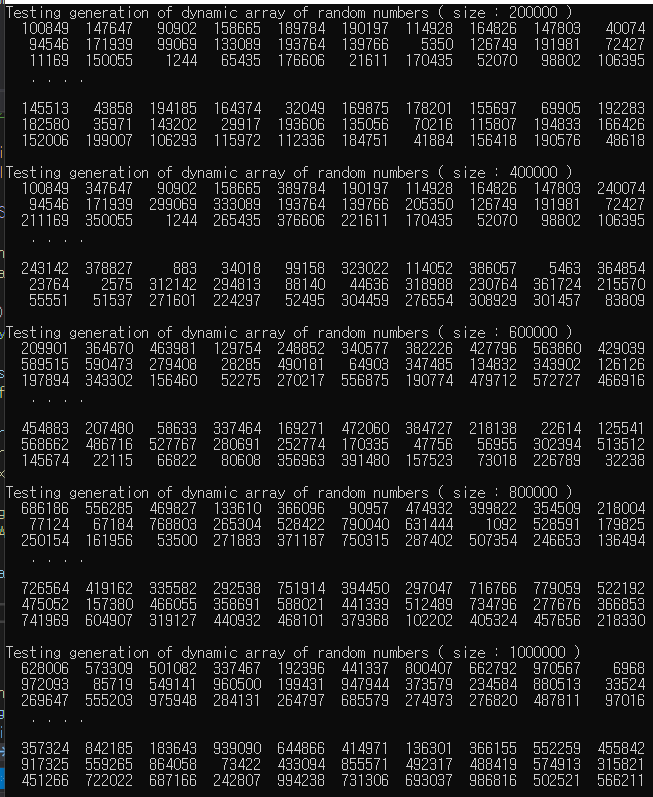 Testing generation of dynamic array of random numbers ( size : 200000 )
100849 147647 90902 158665 189784 190197 114928 164826 147803 40074
94546 171939 99069 133089 193764 139766 5350 126749 191981 72427
11169 150055 1244 65435 176606 21611 170435 52070 98802 106395
. . . .
145513 43858 194185 164374 32049 169875 178201 155697 69905 192283
182580 35971 143202 29917 193606 135056 70216 115807 194833 166426
152006 199007 106293 115972 112336 184751 41884 156418 190576 48618
Testing generation of dynamic array of random numbers ( size : 400000 )
100849 347647 90902 158665 389784 190197 114928 164826 147803 240074
94546 171939 299069 333089 193764 139766 205350 126749 191981 72427
211169 350055 1244 265435 376606 221611 170435 52070 98802 106395
. . . .
243142 378827 883 34018 99158 323022 114052 386057 5463 364854
23764 2575 312142 294813 88140 44636 318988 230764 361724 215570
55551 51537 271601 224297 52495 304459 276554 308929 301457 83809
Testing generation of dynamic array of random numbers ( size : 600000 )
209901 364670 463981 129754 248852 340577 382226 427796 563860 429039
589515 590473 279408 28285 490181 64903 347485 134832 343902 126126
197894 343302 156460 52275 270217 556875 190774 479712 572727 466916
. . . .
454883 207480 58633 337464 169271 472060 384727 218138 22614 125541
568662 486716 527767 280691 252774 170335 47756 56955 302394 513512
145674 22115 66822 80608 356963 391480 157523 73018 226789 32238
Testing generation of dynamic array of random numbers ( size : 800000 )
686186 556285 469827 133610 366096 90957 474932 399822 354509 218004
77124 67184 768803 265304 528422 790040 631444 1092 528591 179825
250154 161956 53500 271883 371187 750315 287402 507354 246653 136494
. . . .
726564 419162 335582 292538 751914 394450 297047 716766 779059 522192
475052 157380 466055 358691 588021 441339 512489 734796 277676 366853
741969 604907 319127 440932 468101 379368 102202 405324 457656 218330
Testing generation of dynamic array of random numbers ( size : 1000000 )
628006 573309 501082 337467 192396 441337 800407 662792 970567 6968
972093 85719 549141 960500 199431 947944 373579 234584 880513 33524
269647 555203 975948 284131 264797 685579 274973 276820 487811 97016
. . . .
357324 842185 183643 939090 644866 414971 136301 366155 552259 455842
917325 559265 864058 73422 433094 855571 492317 488419 574913 315821
451266 722022 687166 242807 994238 731306 693037 986816 502521 566211